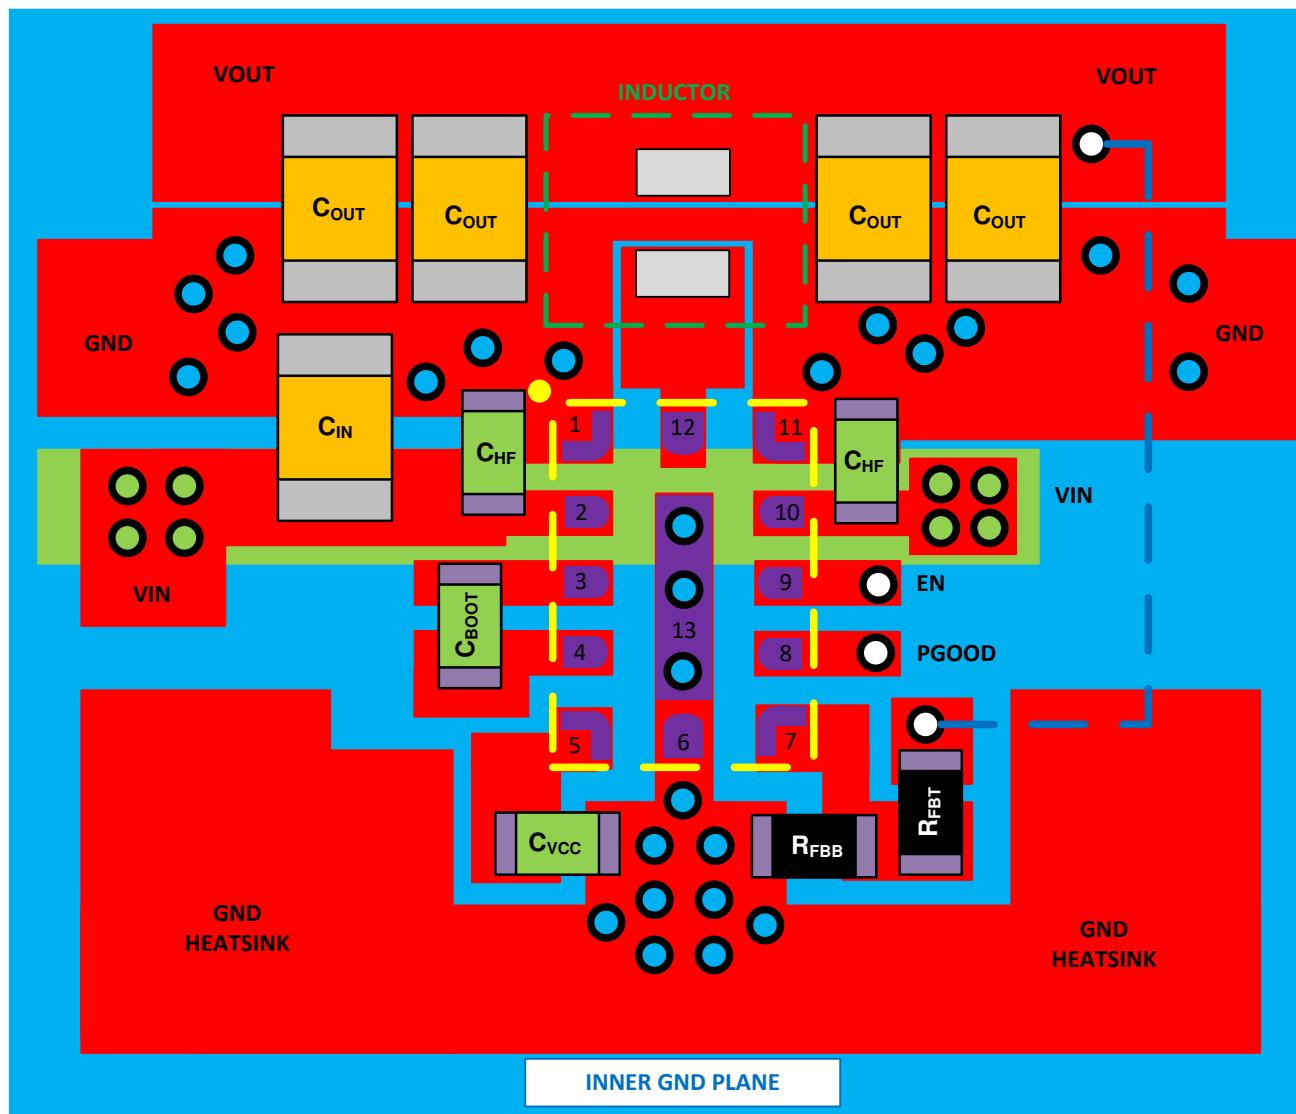 VOUT
VOUT
INDUCTOR
COUT
COUT
COUT
COUT
GND
GND
CIN
CHF
1
12
11
CHF
VIN
2
10
3
9
EN
VIN
CBOOT
13
4
8
PGOOD
5
6
7
CVCC
RFBB
RFBT
GND
HEATSINK
GND
HEATSINK
INNER GND PLANE